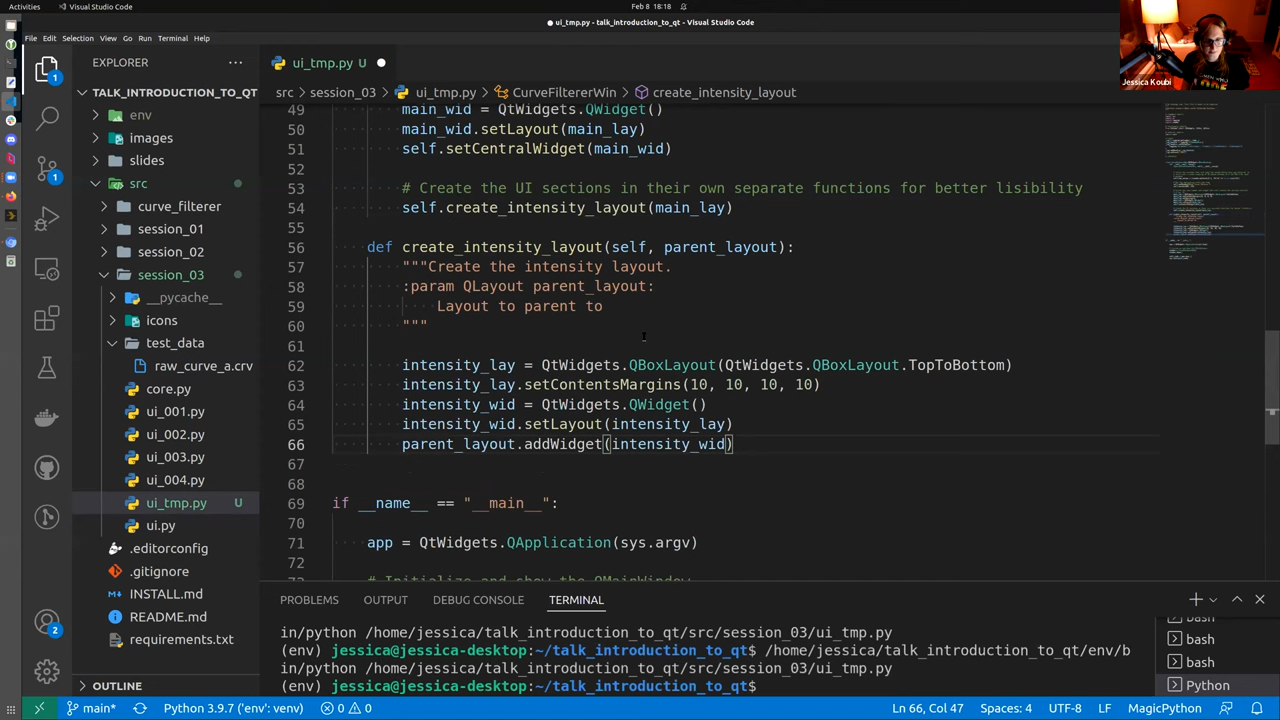 Activities
Visual Studio Code
Feb 8 18:18
● ui_tmp.py - talk_introduction_to_qt - Visual Studio Code
File Edit Selection View Go Run Terminal Help
Jessica Koubi
EXPLORER
ui_tmp.py U
TALK_INTRODUCTION_TO_QT
src > session_03 > CurveFiltererWin > create_intensity_layout
env
images
slides
src
curve_filterer
session_01
session_02
session_03
__pycache__
icons
test_data
raw_curve_a.crv
core.py
ui_001.py
ui_002.py
ui_003.py
ui_004.py
ui_tmp.py U
ui.py
.editorconfig
.gitignore
INSTALL.md
README.md
requirements.txt
OUTLINE
49 main_wid = QtWidgets.QWidget()
50 main_wid.setLayout(main_lay)
51 self.setCentralWidget(main_wid)
52
53 # Create the UI sections in their own separate functions for better lisibility
54 self.create_intensity_layout(main_lay)
55
56 def create_intensity_layout(self, parent_layout):
57 """Create the intensity layout.
58 :param QLayout parent_layout:
59 Layout to parent to
60 """
61
62 intensity_lay = QtWidgets.QBoxLayout(QtWidgets.QBoxLayout.TopToBottom)
63 intensity_lay.setContentsMargins(10, 10, 10, 10)
64 intensity_wid = QtWidgets.QWidget()
65 intensity_wid.setLayout(intensity_lay)
66 parent_layout.addWidget(intensity_wid)
67
68
69 if __name__ == "__main__":
70
71 app = QtWidgets.QApplication(sys.argv)
72
73 # Initialize and show the QMainWindow
PROBLEMS OUTPUT DEBUG CONSOLE TERMINAL
in/python /home/jessica/talk_introduction_to_qt/src/session_03/ui_tmp.py
(env) jessica@jessica-desktop:~/talk_introduction_to_qt$ /home/jessica/talk_introduction_to_qt/env/b
in/python /home/jessica/talk_introduction_to_qt/src/session_03/ui_tmp.py
(env) jessica@jessica-desktop:~/talk_introduction_to_qt$
bash
bash
Python
1
1
2
main*
Python 3.9.7 ('env': venv)
0 0
Ln 66, Col 47
Spaces: 4
UTF-8
LF
MagicPython